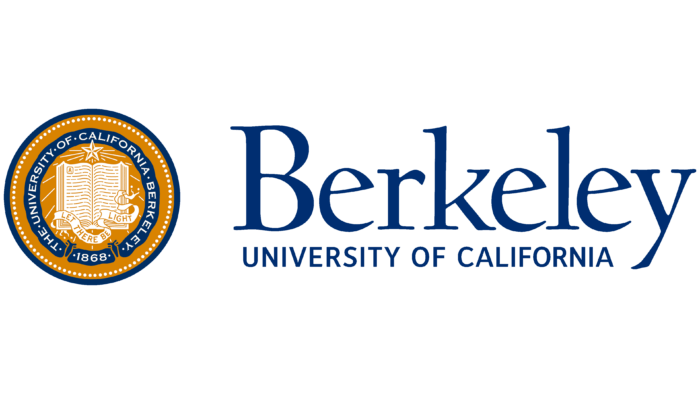 THE·UNIVERSITY·OF·CALIFORNIA·BERKELEY
A
LET THERE BE LIGHT
·1868·
Berkeley
UNIVERSITY OF CALIFORNIA